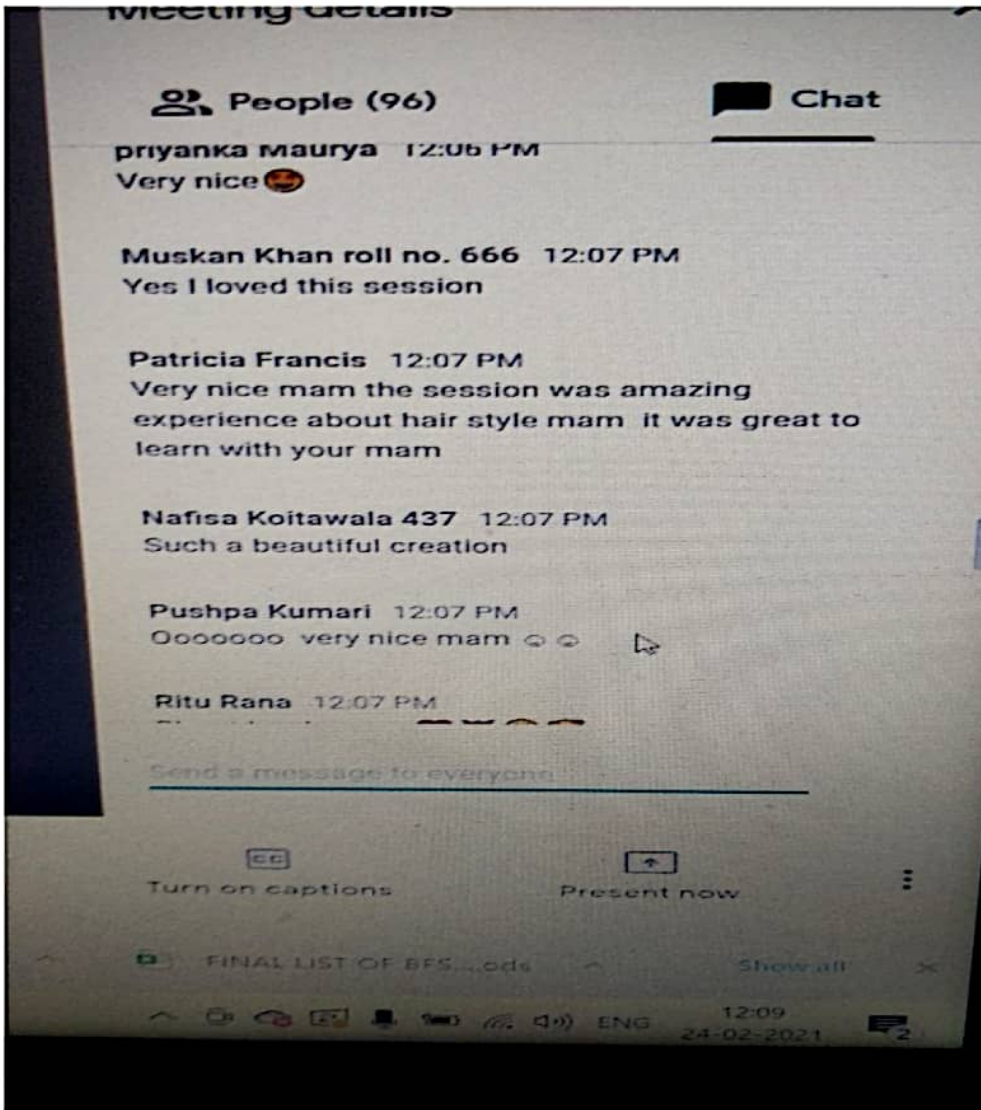 Meeting details
People (96)
Chat
priyanka Maurya 12:06 PM
Very nice🤩
Muskan Khan roll no. 666 12:07 PM
Yes I loved this session
Patricia Francis 12:07 PM
Very nice mam the session was amazing
experience about hair style mam it was great to
learn with your mam
Nafisa Koitawala 437 12:07 PM
Such a beautiful creation
Pushpa Kumari 12:07 PM
Ooooooo very nice mam ☺☺
Ritu Rana 12:07 PM
Send a message to everyone
CC
Turn on captions
Present now
FINAL LIST OF BFS....ods
Show all
ENG
12:09
24-02-2021
2